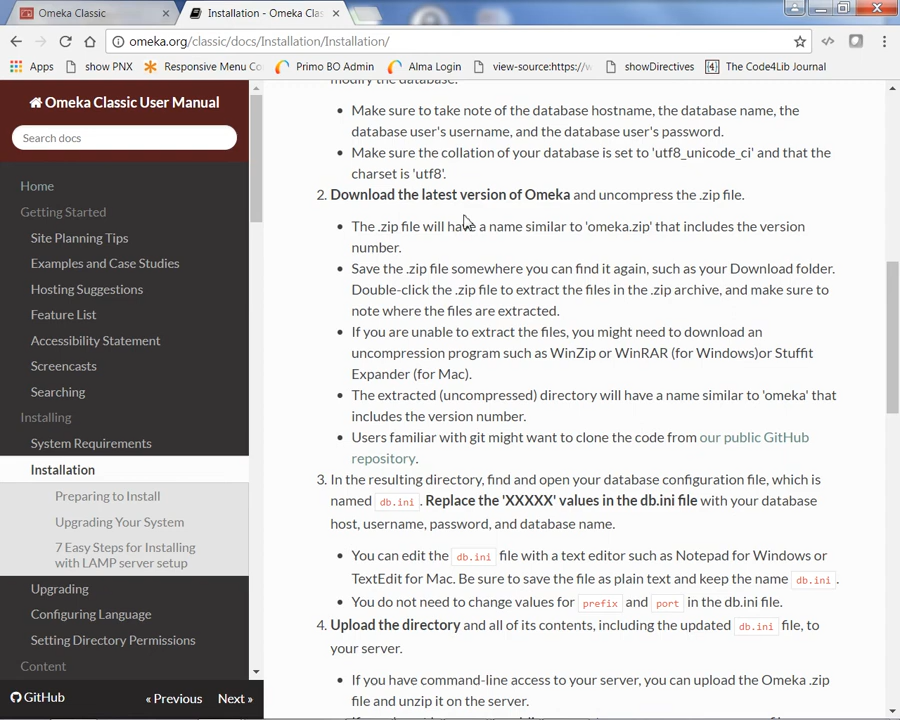 Omeka Classic
Installation - Omeka Clas
omeka.org/classic/docs/Installation/Installation/
Apps
show PNX
Responsive Menu Co
Primo BO Admin
Alma Login
view-source:https://w
showDirectives
[4]
The Code4Lib Journal
Omeka Classic User Manual
Search docs
Home
Getting Started
Site Planning Tips
Examples and Case Studies
Hosting Suggestions
Feature List
Accessibility Statement
Screencasts
Searching
Installing
System Requirements
Installation
Preparing to Install
Upgrading Your System
7 Easy Steps for Installing
with LAMP server setup
Upgrading
Configuring Language
Setting Directory Permissions
Content
GitHub
« Previous
Next »
modify the database.
• Make sure to take note of the database hostname, the database name, the
database user's username, and the database user's password.
• Make sure the collation of your database is set to 'utf8_unicode_ci' and that the
charset is 'utf8'.
2. Download the latest version of Omeka and uncompress the .zip file.
• The .zip file will have a name similar to 'omeka.zip' that includes the version
number.
• Save the .zip file somewhere you can find it again, such as your Download folder.
Double-click the .zip file to extract the files in the .zip archive, and make sure to
note where the files are extracted.
• If you are unable to extract the files, you might need to download an
uncompression program such as WinZip or WinRAR (for Windows)or Stuffit
Expander (for Mac).
• The extracted (uncompressed) directory will have a name similar to 'omeka' that
includes the version number.
• Users familiar with git might want to clone the code from our public GitHub
repository.
3. In the resulting directory, find and open your database configuration file, which is
named db.ini . Replace the 'XXXXX' values in the db.ini file with your database
host, username, password, and database name.
• You can edit the db.ini file with a text editor such as Notepad for Windows or
TextEdit for Mac. Be sure to save the file as plain text and keep the name db.ini .
• You do not need to change values for prefix and port in the db.ini file.
4. Upload the directory and all of its contents, including the updated db.ini file, to
your server.
• If you have command-line access to your server, you can upload the Omeka .zip
file and unzip it on the server.